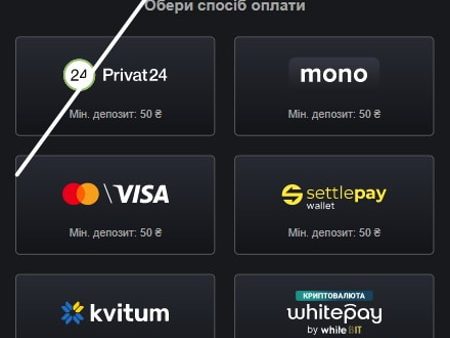 Обери спосіб оплати
24 Privat24
mono
Мін. депозит: 50 ₴
Мін. депозит: 50 ₴
VISA
settlepay
wallet
Мін. депозит: 50 ₴
Мін. депозит: 50 ₴
kvitum
КРИПТОВАЛЮТА
whitepay
by whiteBIT